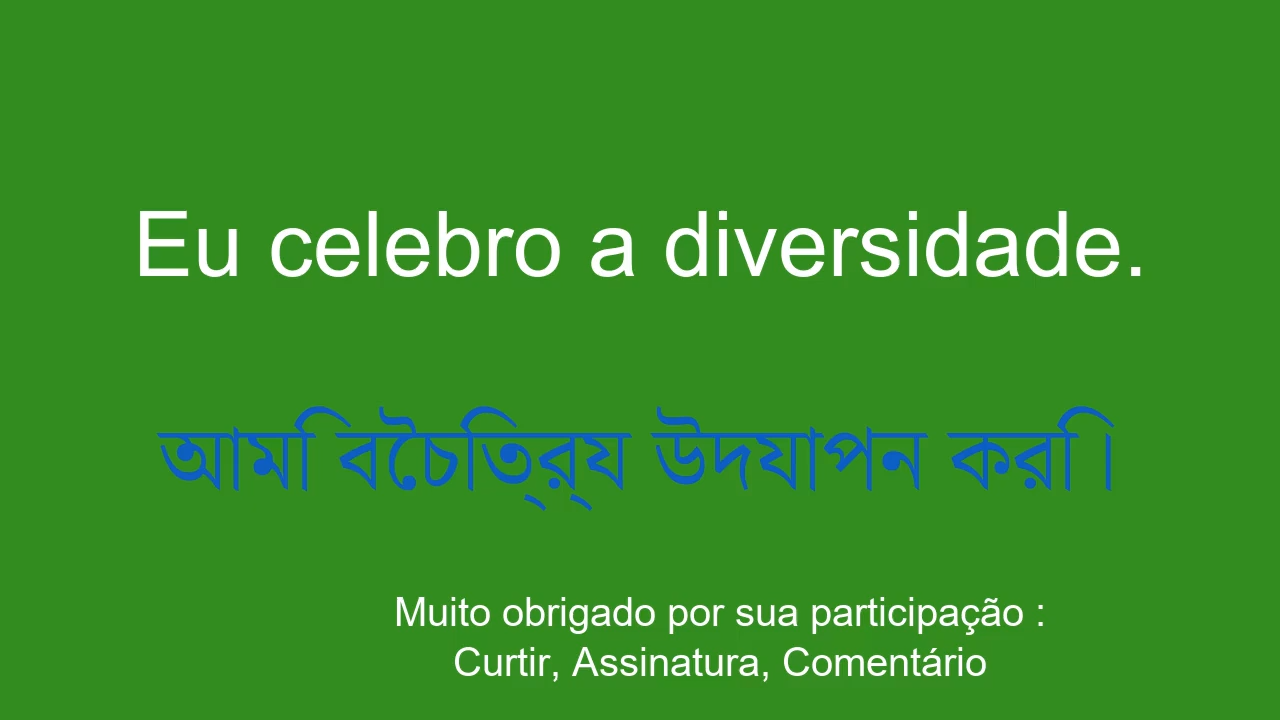 Eu celebro a diversidade.
আমি বৈচিত্র্য উদযাপন করি।
Muito obrigado por sua participação :
Curtir, Assinatura, Comentário